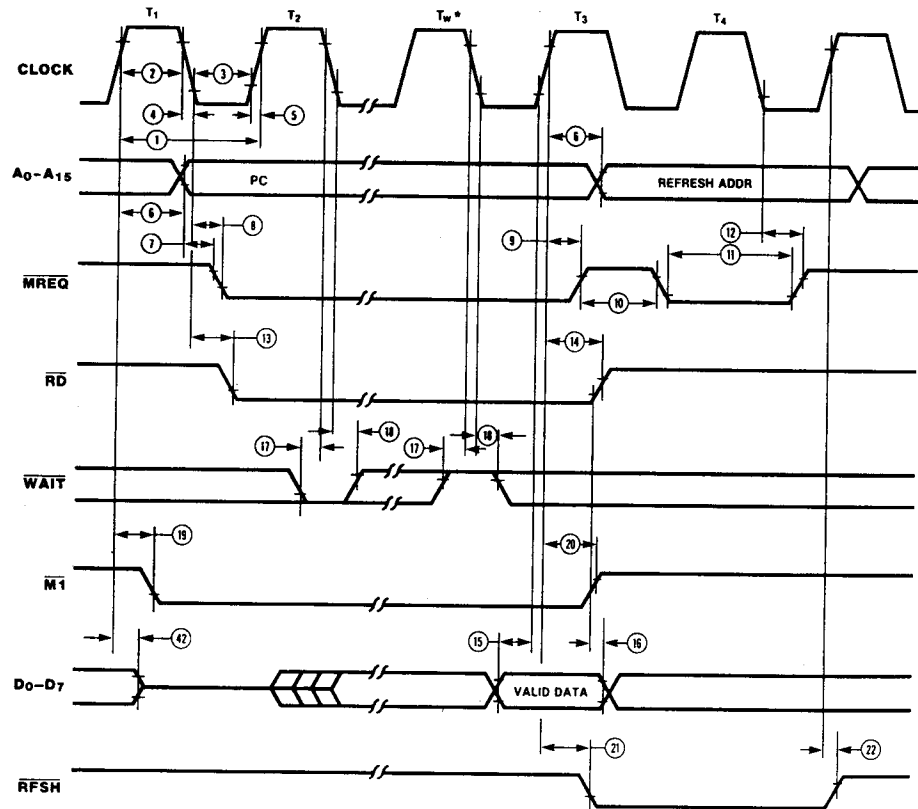 T1 T2 Tw* T3 T4
CLOCK
2 3
4 5
1 6
A0–A15 PC REFRESH ADDR
6 8 12
7 9 11
MREQ
10
13 14
RD
17 18 17 18
WAIT
19 20
M1
42 15 16
D0–D7 VALID DATA
21 22
RFSH